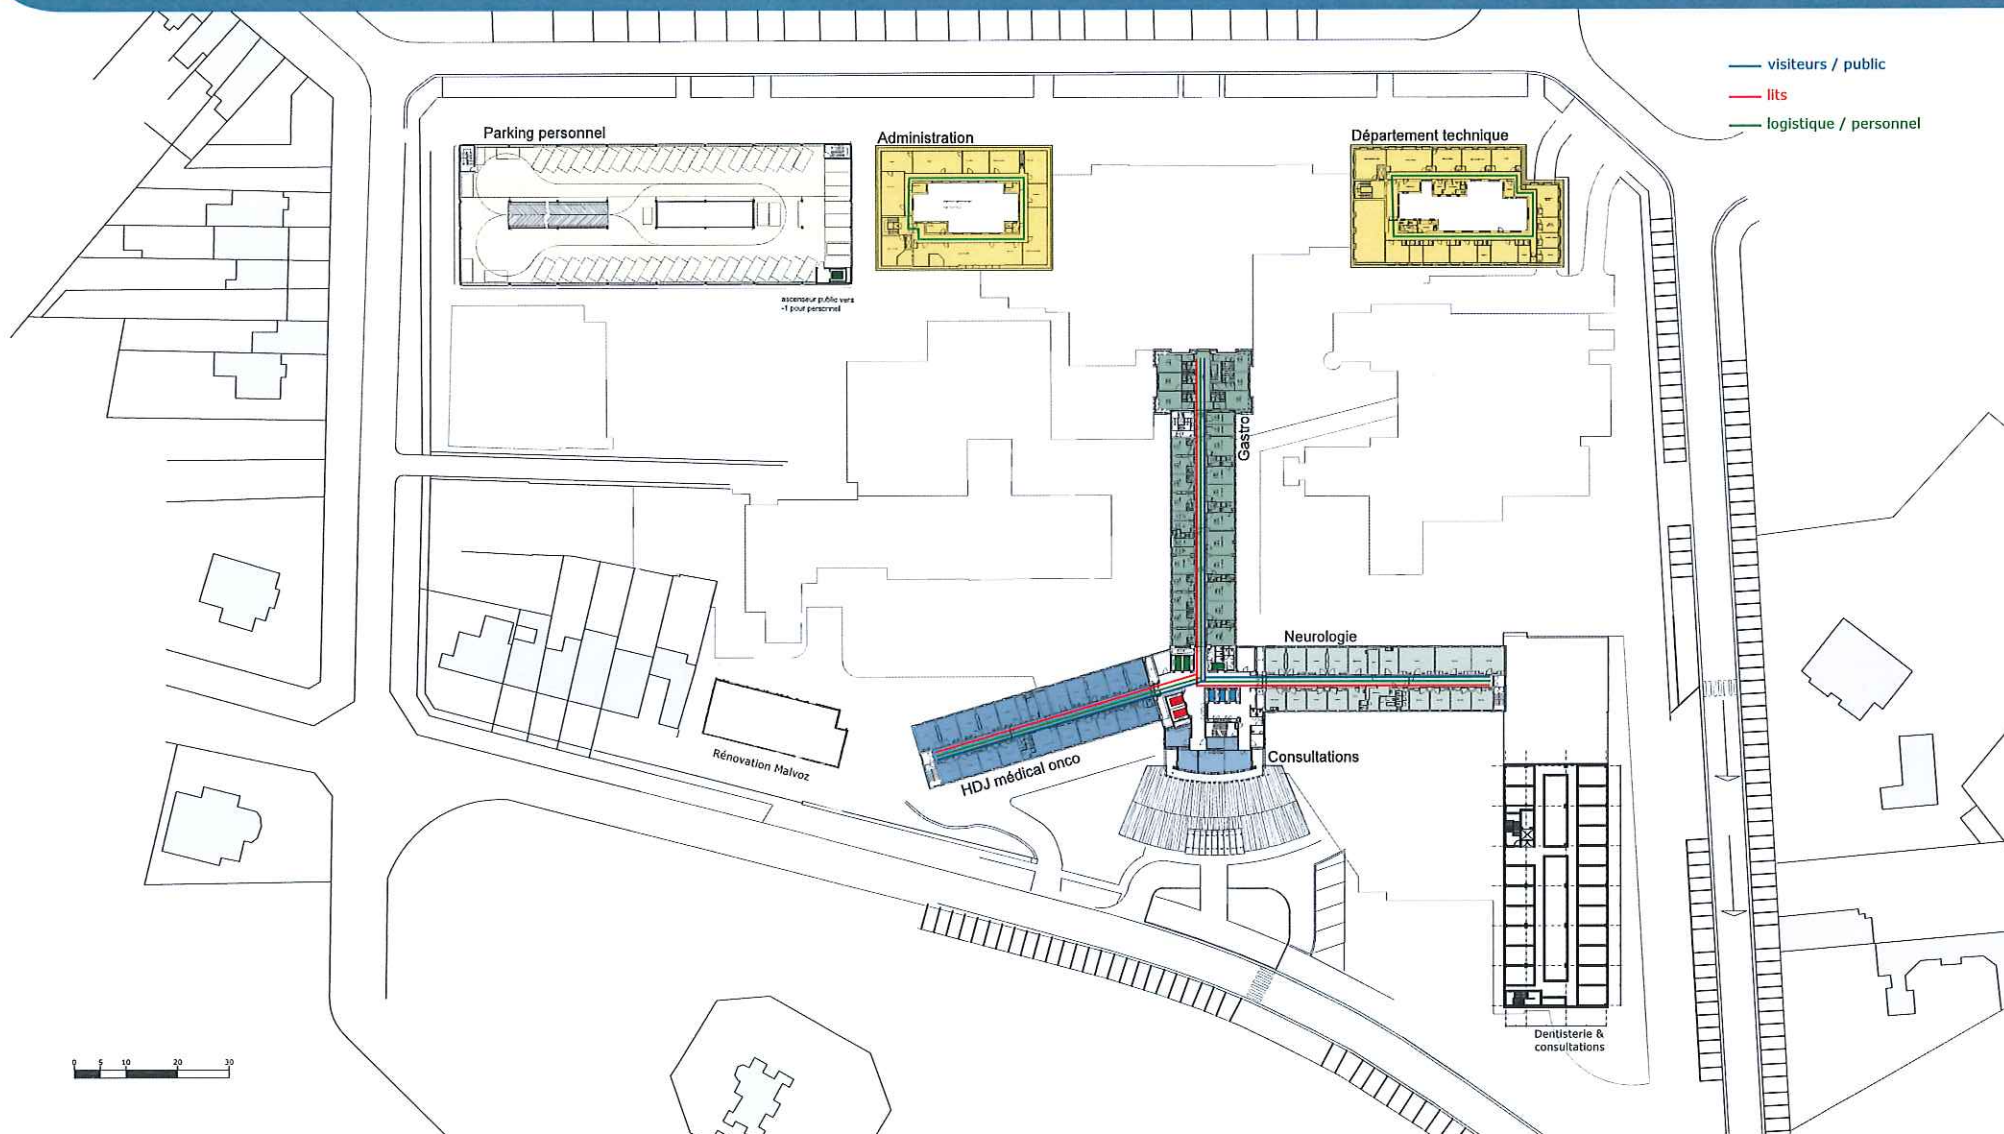 visiteurs / public
lits
logistique / personnel
Parking personnel
Administration
Département technique
ascenseur public vers
-1 pour personnel
Gastro
Neurologie
Rénovation Malvoz
HDJ médical onco
Consultations
Dentisterie &
consultations
0 5 10 20 30